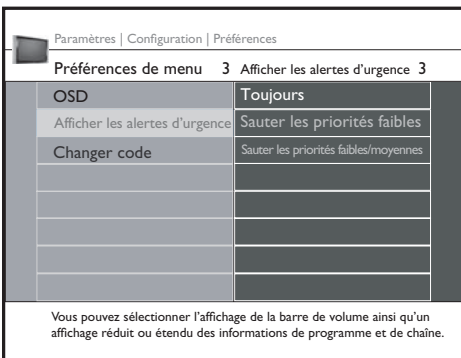 Paramètres | Configuration | Préférences
Préférences de menu 3 Afficher les alertes d'urgence 3
OSD Toujours
Afficher les alertes d'urgence Sauter les priorités faibles
Changer code Sauter les priorités faibles/moyennes
Vous pouvez sélectionner l'affichage de la barre de volume ainsi qu'un
affichage réduit ou étendu des informations de programme et de chaîne.